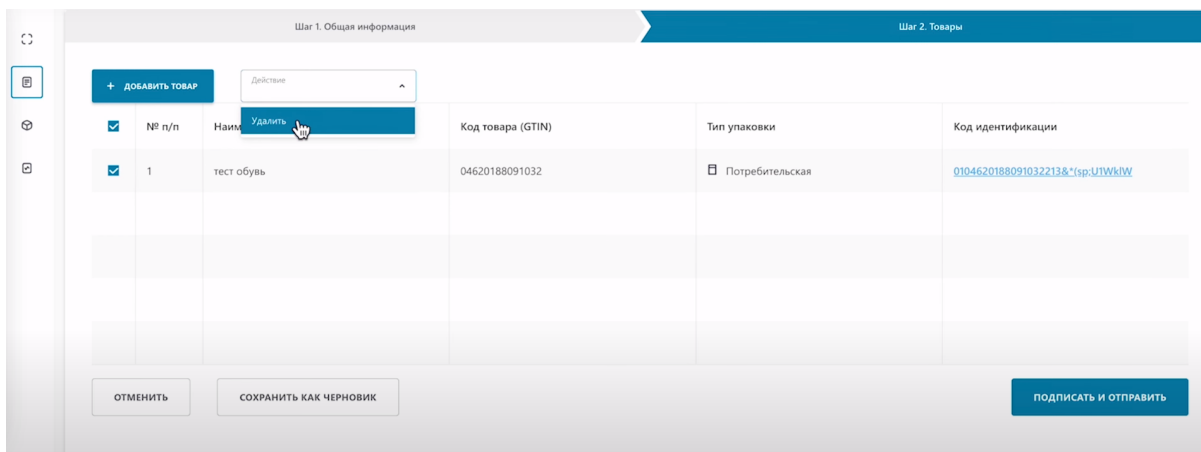 Шаг 1. Общая информация
Шаг 2. Товары
+ ДОБАВИТЬ ТОВАР
Действие
Удалить
№ п/п
Наим
Код товара (GTIN)
Тип упаковки
Код идентификации
1
тест обувь
04620188091032
Потребительская
0104620188091032213&*(sp;U1WklW
ОТМЕНИТЬ
СОХРАНИТЬ КАК ЧЕРНОВИК
ПОДПИСАТЬ И ОТПРАВИТЬ